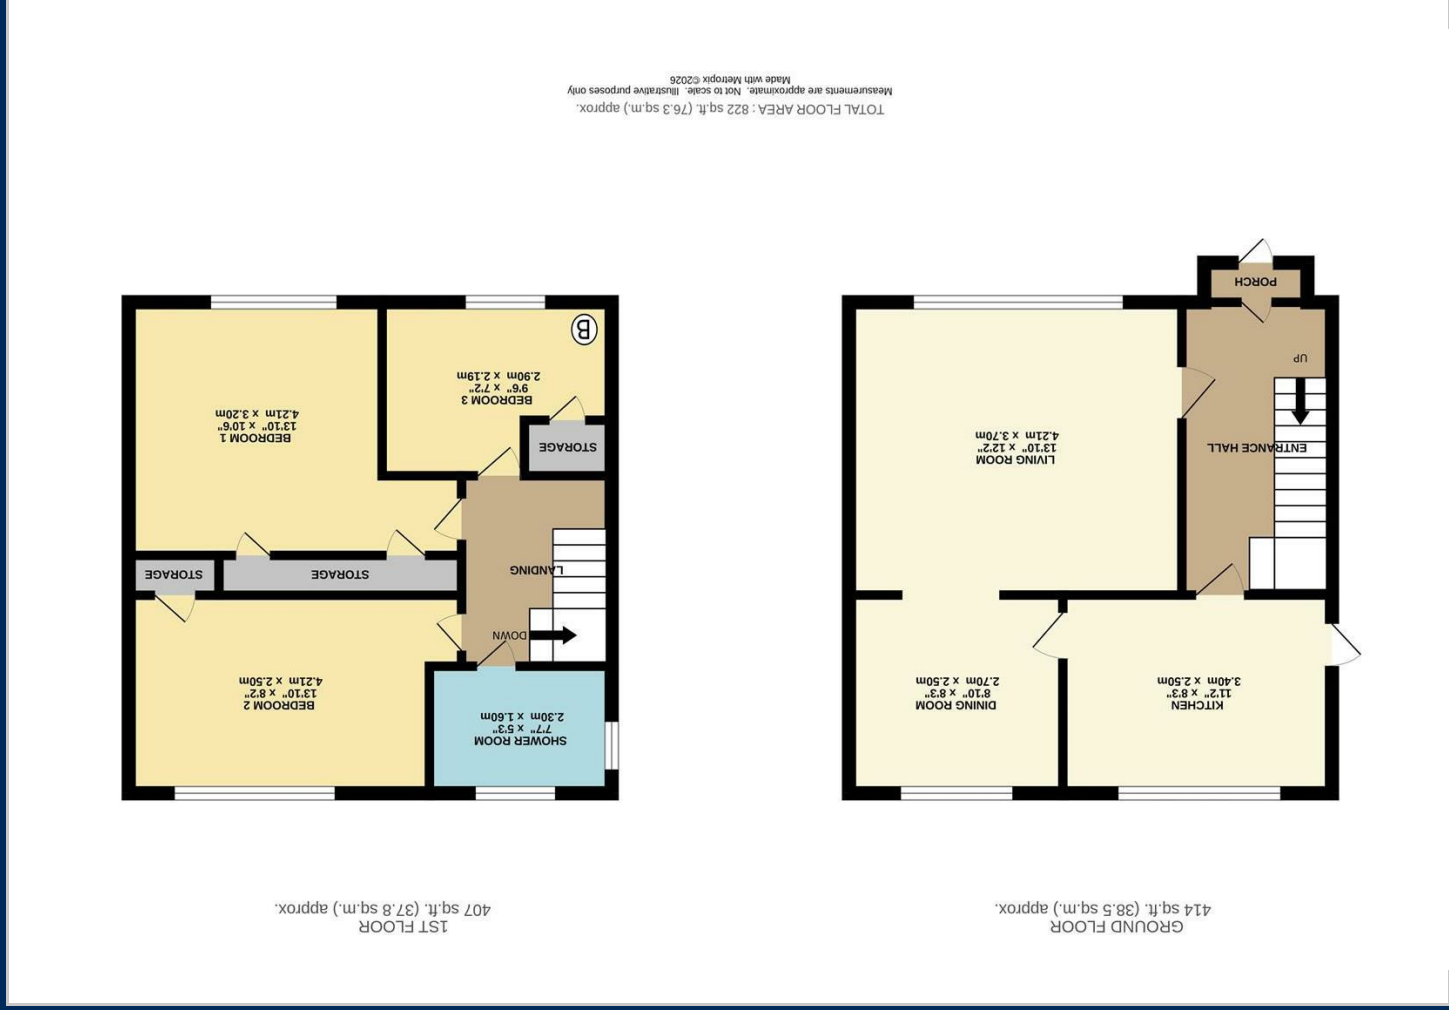 GROUND FLOOR
414 sq.ft. (38.5 sq.m.) approx.
KITCHEN
11'2" x 8'3"
3.40m x 2.50m
DINING ROOM
8'10" x 8'3"
2.70m x 2.50m
LIVING ROOM
13'10" x 12'2"
4.21m x 3.70m
ENTRANCE HALL
UP
PORCH
1ST FLOOR
407 sq.ft. (37.8 sq.m.) approx.
SHOWER ROOM
7'7" x 5'3"
2.30m x 1.60m
BEDROOM 2
13'10" x 8'2"
4.21m x 2.50m
DOWN
LANDING
STORAGE
STORAGE
STORAGE
BEDROOM 1
13'10" x 10'6"
4.21m x 3.20m
BEDROOM 3
9'6" x 7'2"
2.90m x 2.19m
B
TOTAL FLOOR AREA : 822 sq.ft. (76.3 sq.m.) approx.
Measurements are approximate. Not to scale. Illustrative purposes only
Made with Metropix ©2026